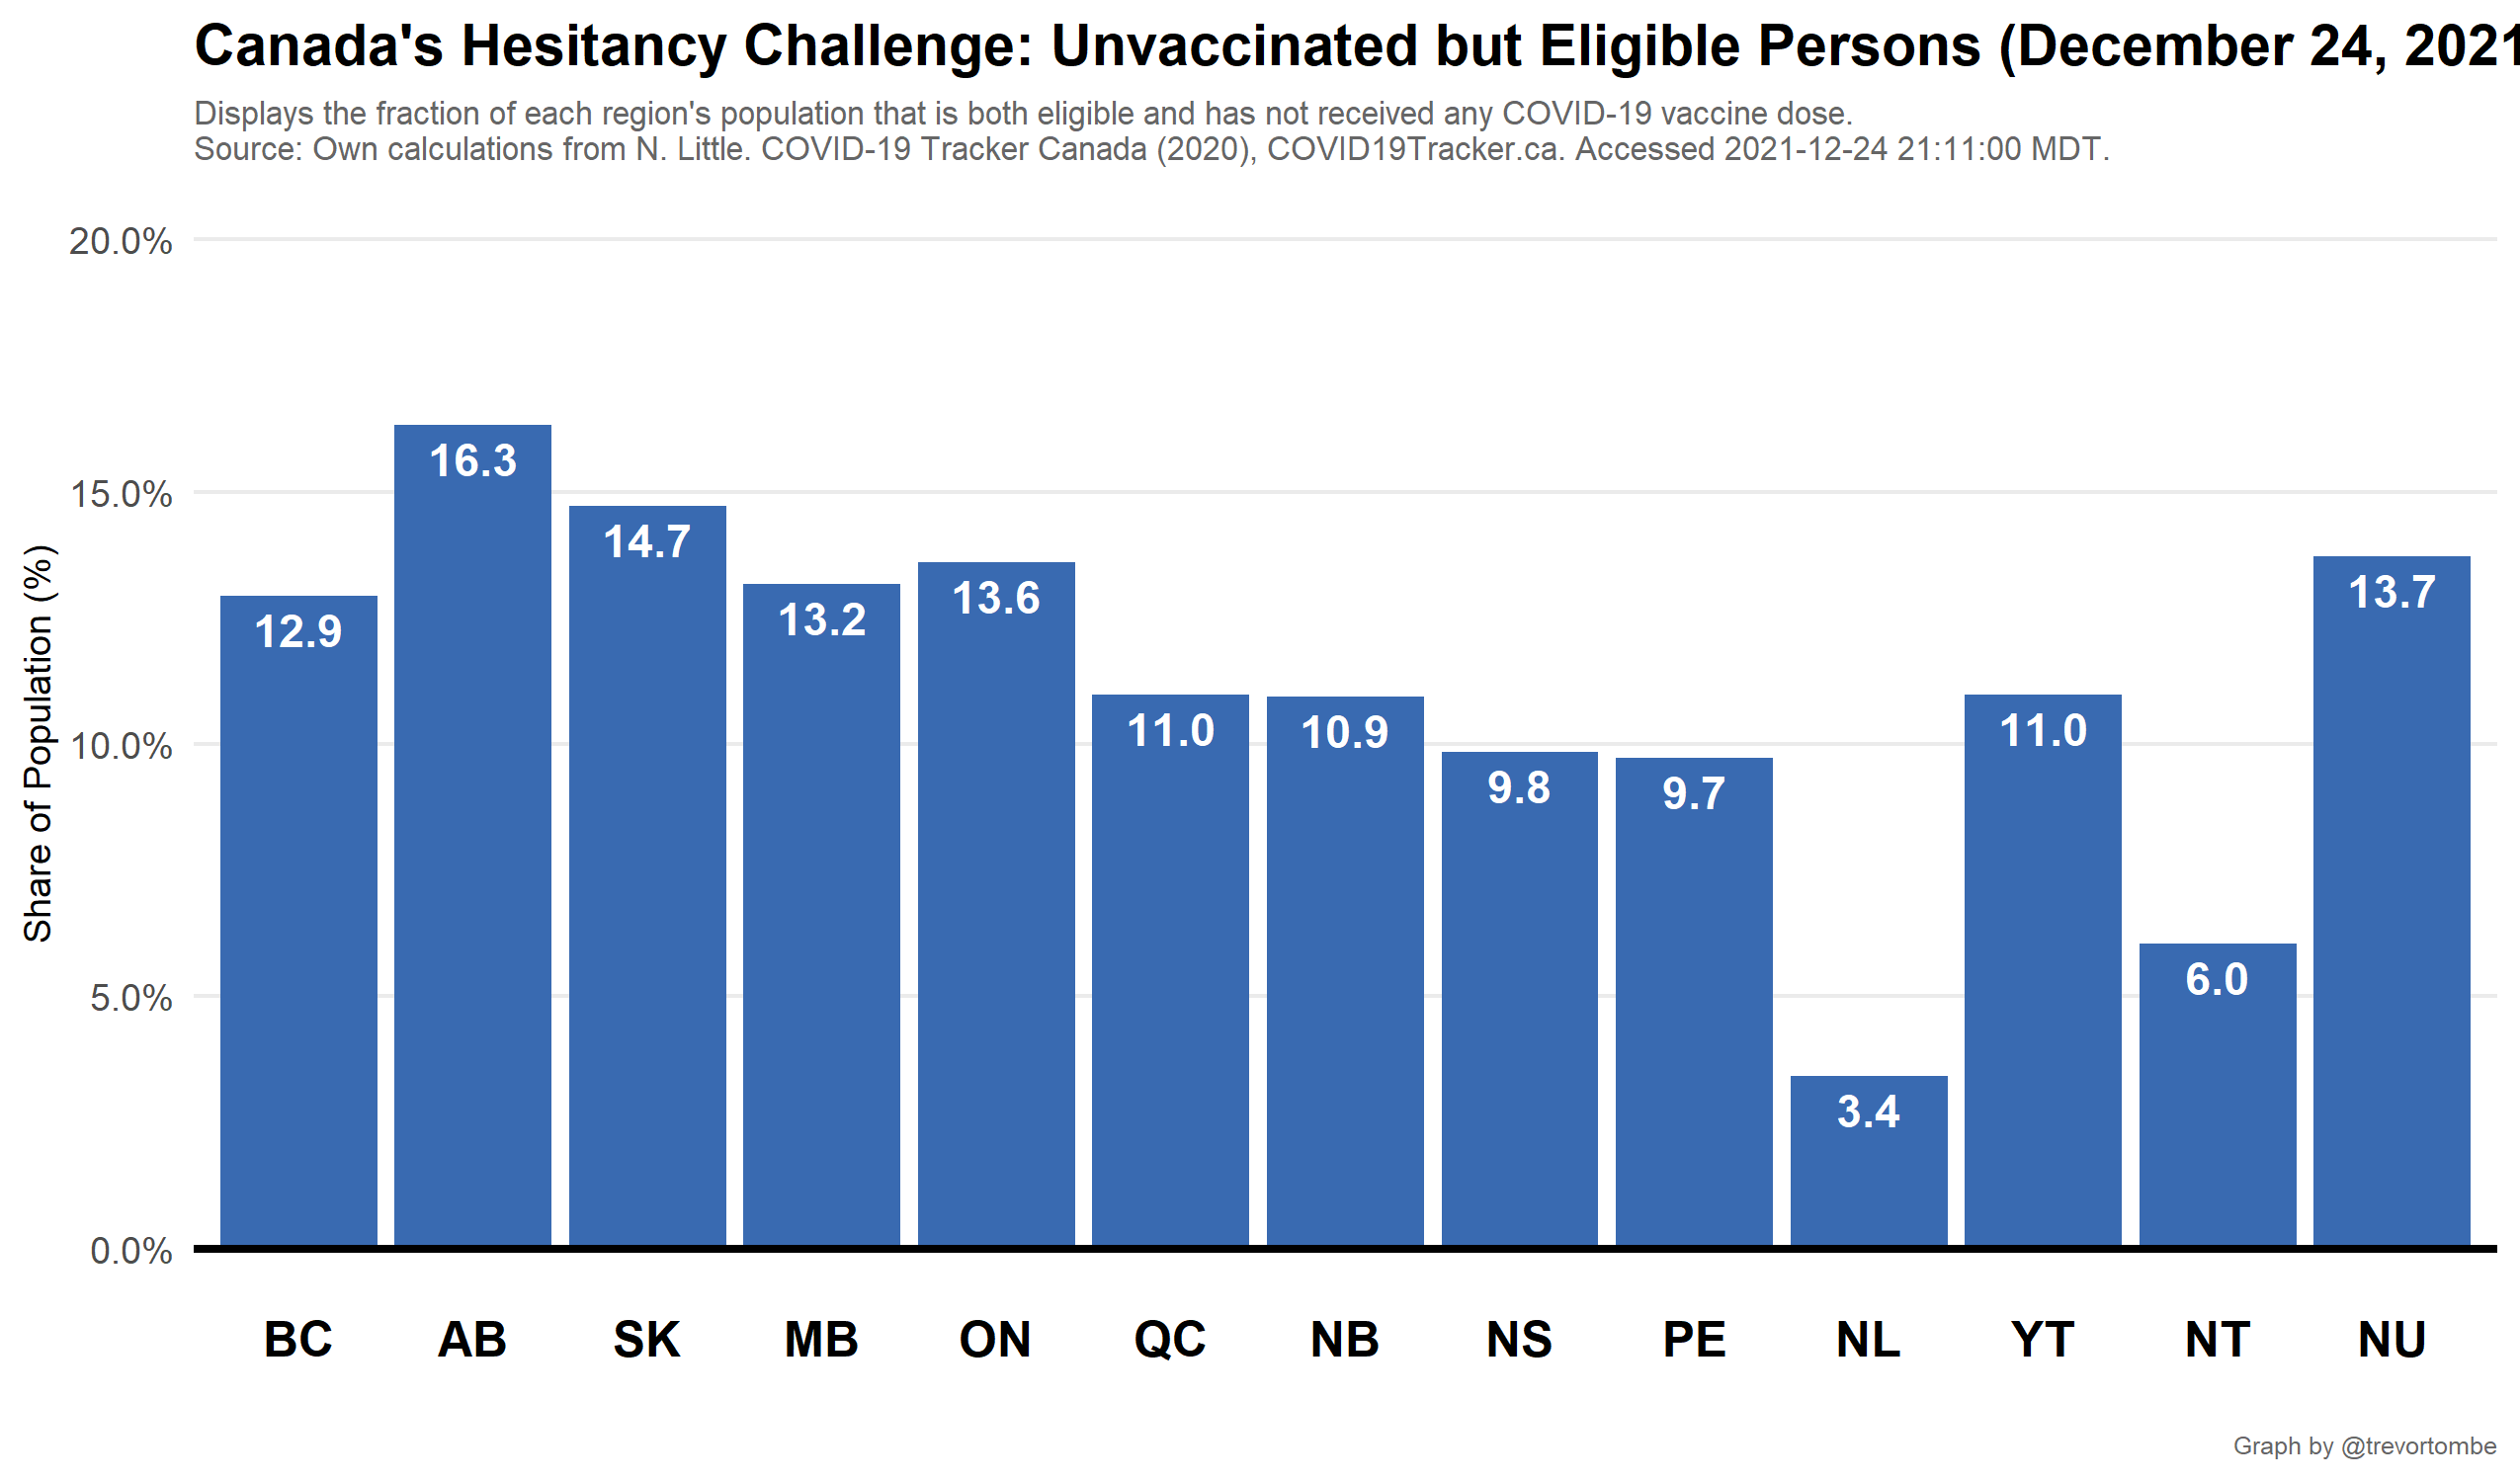 Canada's Hesitancy Challenge: Unvaccinated but Eligible Persons (December 24, 2021
Displays the fraction of each region's population that is both eligible and has not received any COVID-19 vaccine dose.
Source: Own calculations from N. Little. COVID-19 Tracker Canada (2020), COVID19Tracker.ca. Accessed 2021-12-24 21:11:00 MDT.
Share of Population (%)
20.0%
15.0%
10.0%
5.0%
0.0%
12.9
16.3
14.7
13.2
13.6
11.0
10.9
9.8
9.7
3.4
11.0
6.0
13.7
BC
AB
SK
MB
ON
QC
NB
NS
PE
NL
YT
NT
NU
Graph by @trevortombe